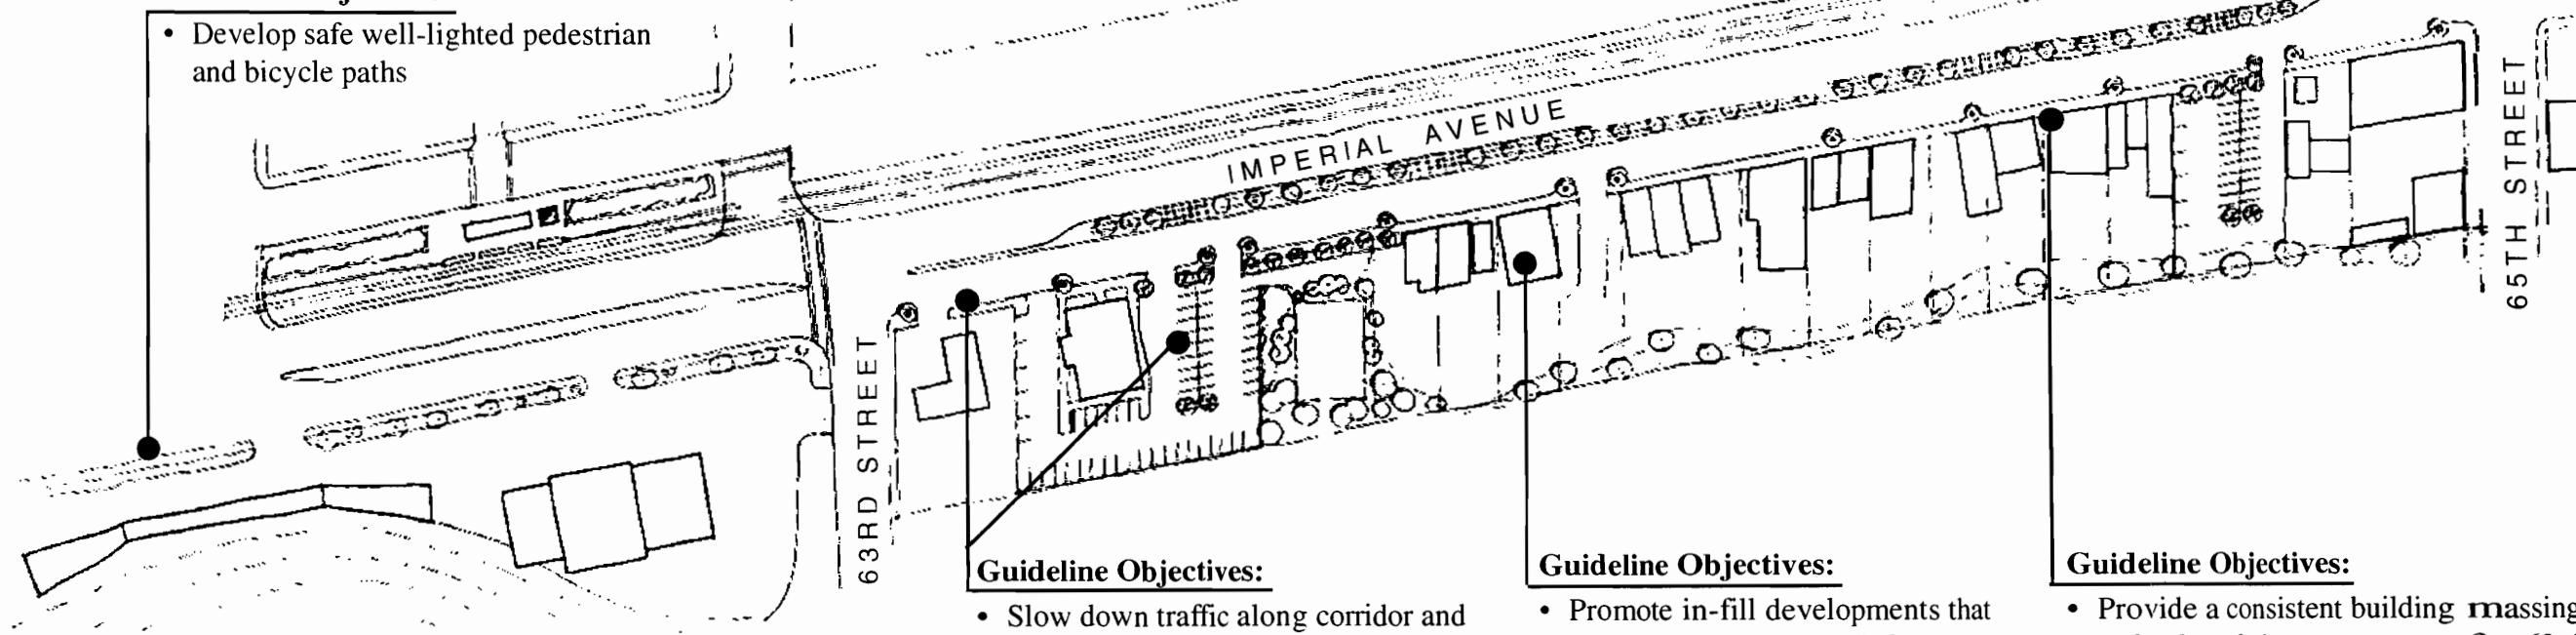 • Develop safe well-lighted pedestrian
and bicycle paths
IMPERIAL AVENUE
63RD STREET
65TH STREET
Guideline Objectives:
• Slow down traffic along corridor and
Guideline Objectives:
• Promote in-fill developments that
Guideline Objectives:
• Provide a consistent building massing